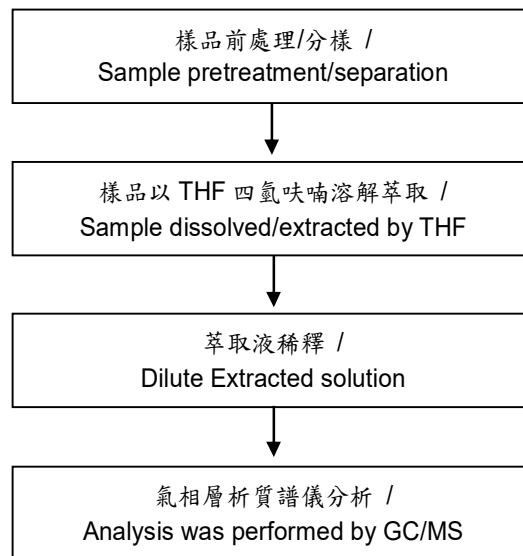 樣品前處理/分樣 /
Sample pretreatment/separation
樣品以 THF 四氫呋喃溶解萃取 /
Sample dissolved/extracted by THF
萃取液稀釋 /
Dilute Extracted solution
氣相層析質譜儀分析 /
Analysis was performed by GC/MS